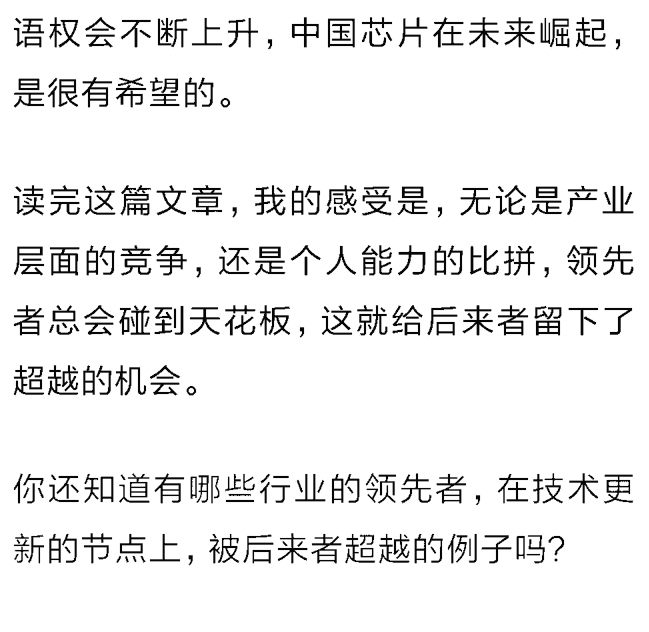 语权会不断上升，中国芯片在未来崛起，
是很有希望的。
读完这篇文章，我的感受是，无论是产业
层面的竞争，还是个人能力的比拼，领先
者总会碰到天花板，这就给后来者留下了
超越的机会。
你还知道有哪些行业的领先者，在技术更
新的节点上，被后来者超越的例子吗？